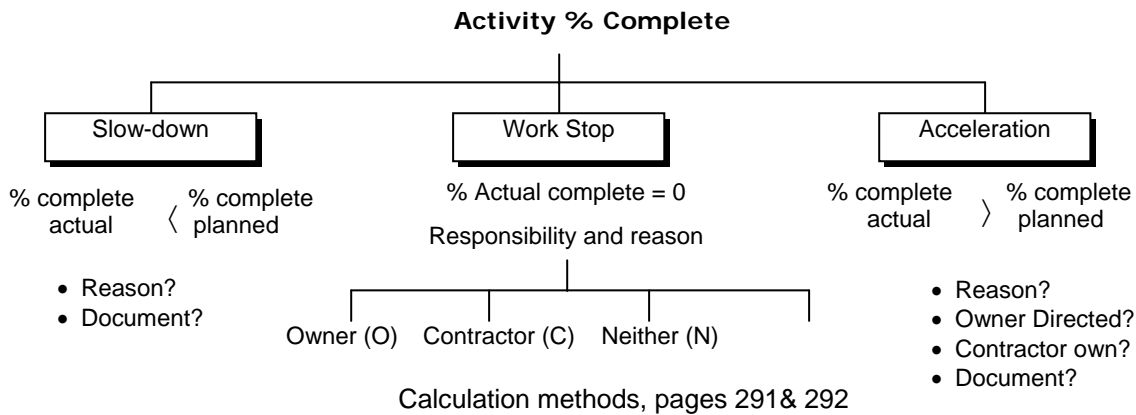 Activity % Complete
Slow-down
Work Stop
Acceleration
% complete actual 〈 % complete planned
% Actual complete = 0
% complete actual 〉 % complete planned
Responsibility and reason
• Reason?
• Document?
Owner (O) Contractor (C) Neither (N)
• Reason?
• Owner Directed?
• Contractor own?
• Document?
Calculation methods, pages 291& 292